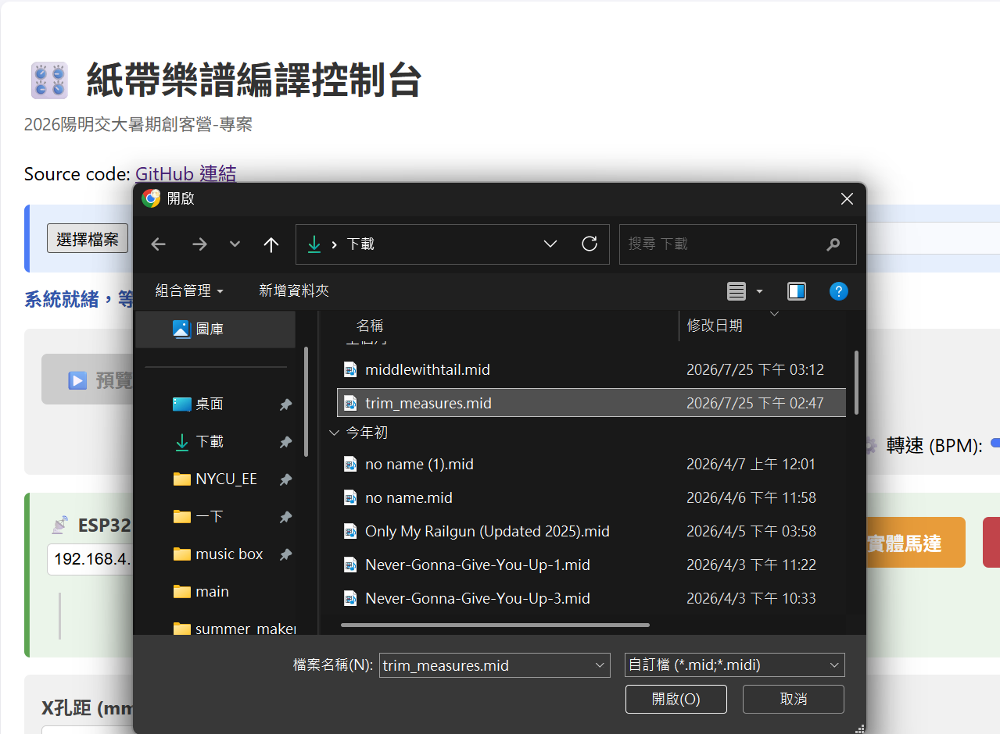 紙帶樂譜編譯控制台
2026陽明交大暑期創客營-專案
Source code: GitHub 連結
開啟
選擇檔案
下載
搜尋 下載
系統就緒，等
組合管理
新增資料夾
圖庫
名稱
修改日期
middlewithtail.mid 2026/7/25 下午 03:12
預覽
trim_measures.mid 2026/7/25 下午 02:47
桌面
今年初
下載
轉速 (BPM):
no name (1).mid 2026/4/7 上午 12:01
NYCU_EE
no name.mid 2026/4/6 下午 11:58
一下
ESP32
Only My Railgun (Updated 2025).mid 2026/4/5 下午 03:58
實體馬達
192.168.4.
music box
Never-Gonna-Give-You-Up-1.mid 2026/4/3 下午 11:22
main
Never-Gonna-Give-You-Up-3.mid 2026/4/3 下午 10:33
summer_maker
檔案名稱(N): trim_measures.mid
自訂檔 (*.mid;*.midi)
開啟(O)
取消
X孔距 (mm